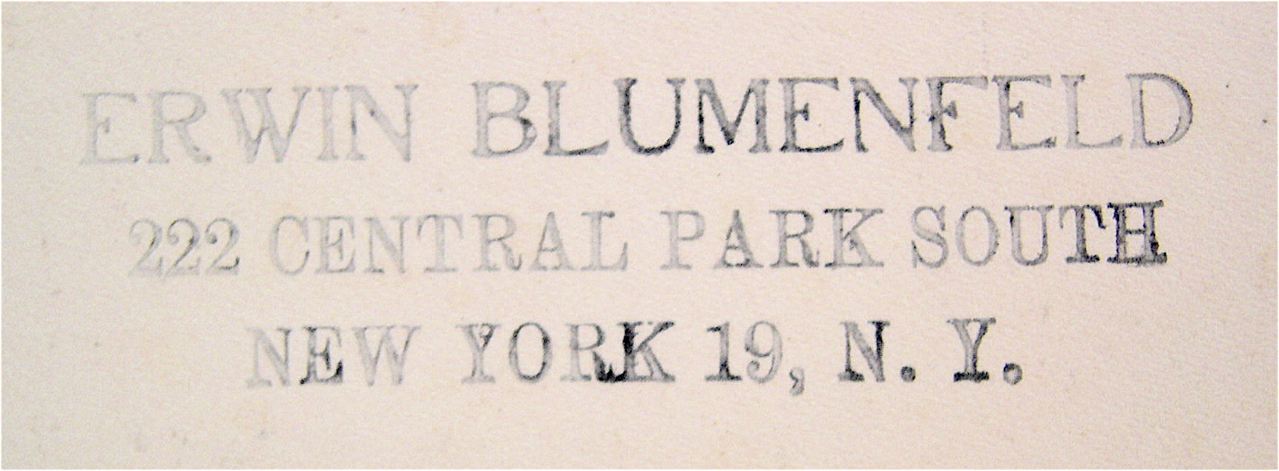 ERWIN BLUMENFELD
222 CENTRAL PARK SOUTH
NEW YORK 19, N. Y.